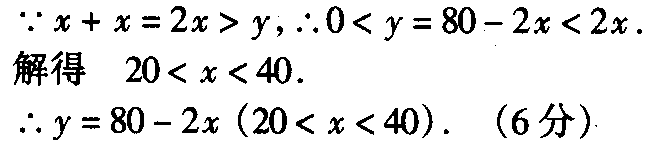 ∵ x + x = 2x > y, ∴ 0 < y = 80 − 2x < 2x.
解得 20 < x < 40.
∴ y = 80 − 2x (20 < x < 40). (6分)